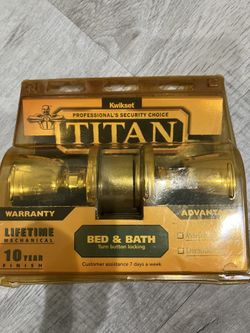 Kwikset
PROFESSIONAL'S SECURITY CHOICE
TITAN
WARRANTY
LIFETIME
MECHANICAL
10 YEAR
FINISH
BED & BATH
Turn button locking
Customer assistance 7 days a week